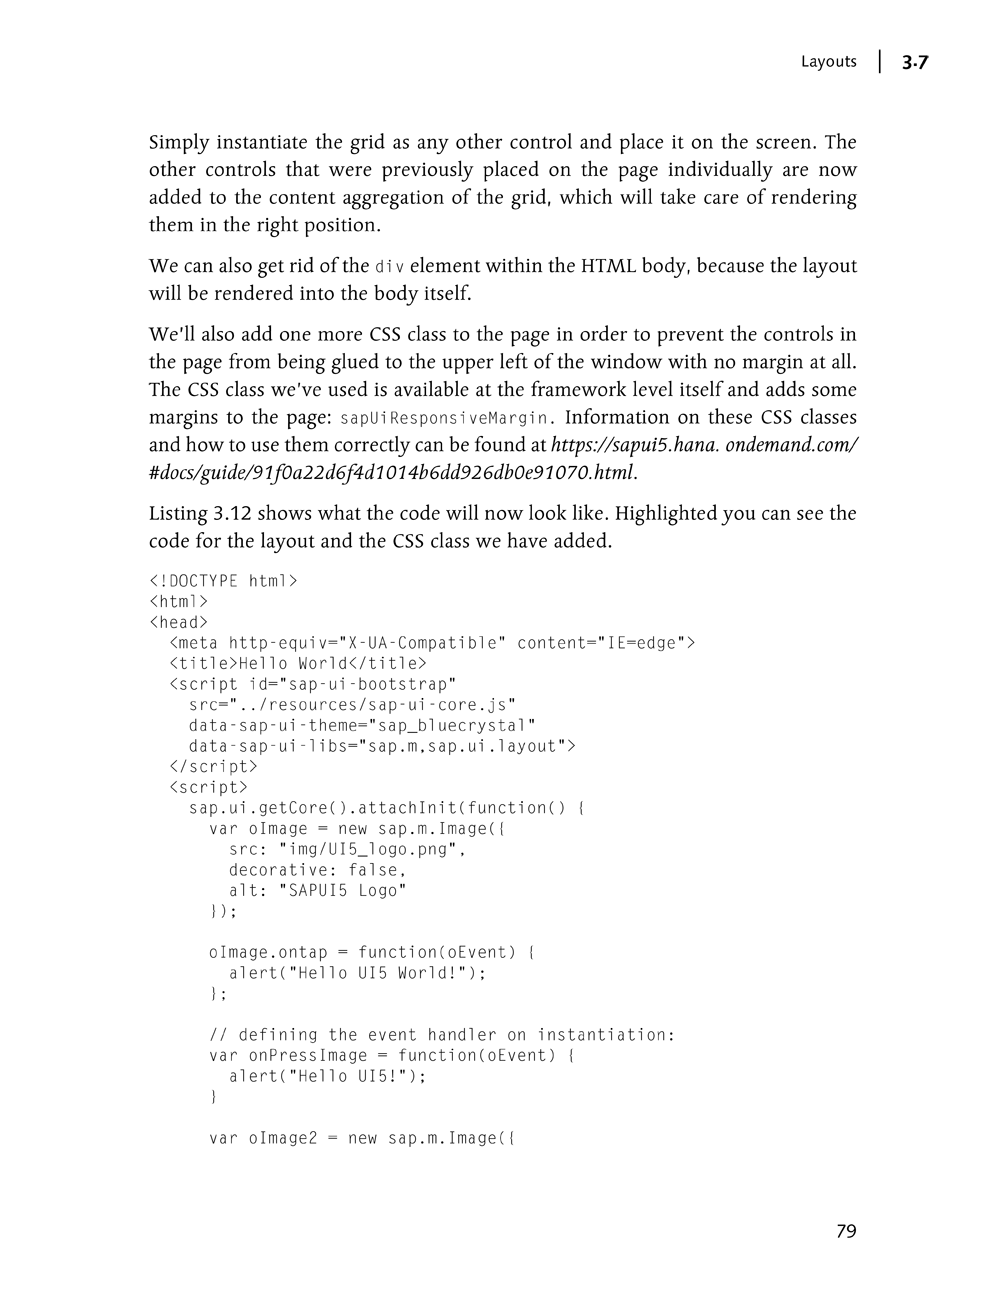 Layouts | 3.7
Simply instantiate the grid as any other control and place it on the screen. The
other controls that were previously placed on the page individually are now
added to the content aggregation of the grid, which will take care of rendering
them in the right position.
We can also get rid of the div element within the HTML body, because the layout
will be rendered into the body itself.
We'll also add one more CSS class to the page in order to prevent the controls in
the page from being glued to the upper left of the window with no margin at all.
The CSS class we've used is available at the framework level itself and adds some
margins to the page: sapUiResponsiveMargin. Information on these CSS classes
and how to use them correctly can be found at https://sapui5.hana. ondemand.com/
#docs/guide/91f0a22d6f4d1014b6dd926db0e91070.html.
Listing 3.12 shows what the code will now look like. Highlighted you can see the
code for the layout and the CSS class we have added.
<!DOCTYPE html>
<html>
<head>
  <meta http-equiv="X-UA-Compatible" content="IE=edge">
  <title>Hello World</title>
  <script id="sap-ui-bootstrap"
    src="../resources/sap-ui-core.js"
    data-sap-ui-theme="sap_bluecrystal"
    data-sap-ui-libs="sap.m,sap.ui.layout">
  </script>
  <script>
    sap.ui.getCore().attachInit(function() {
      var oImage = new sap.m.Image({
        src: "img/UI5_logo.png",
        decorative: false,
        alt: "SAPUI5 Logo"
      });
      oImage.ontap = function(oEvent) {
        alert("Hello UI5 World!");
      };
      // defining the event handler on instantiation:
      var onPressImage = function(oEvent) {
        alert("Hello UI5!");
      }
      var oImage2 = new sap.m.Image({
79